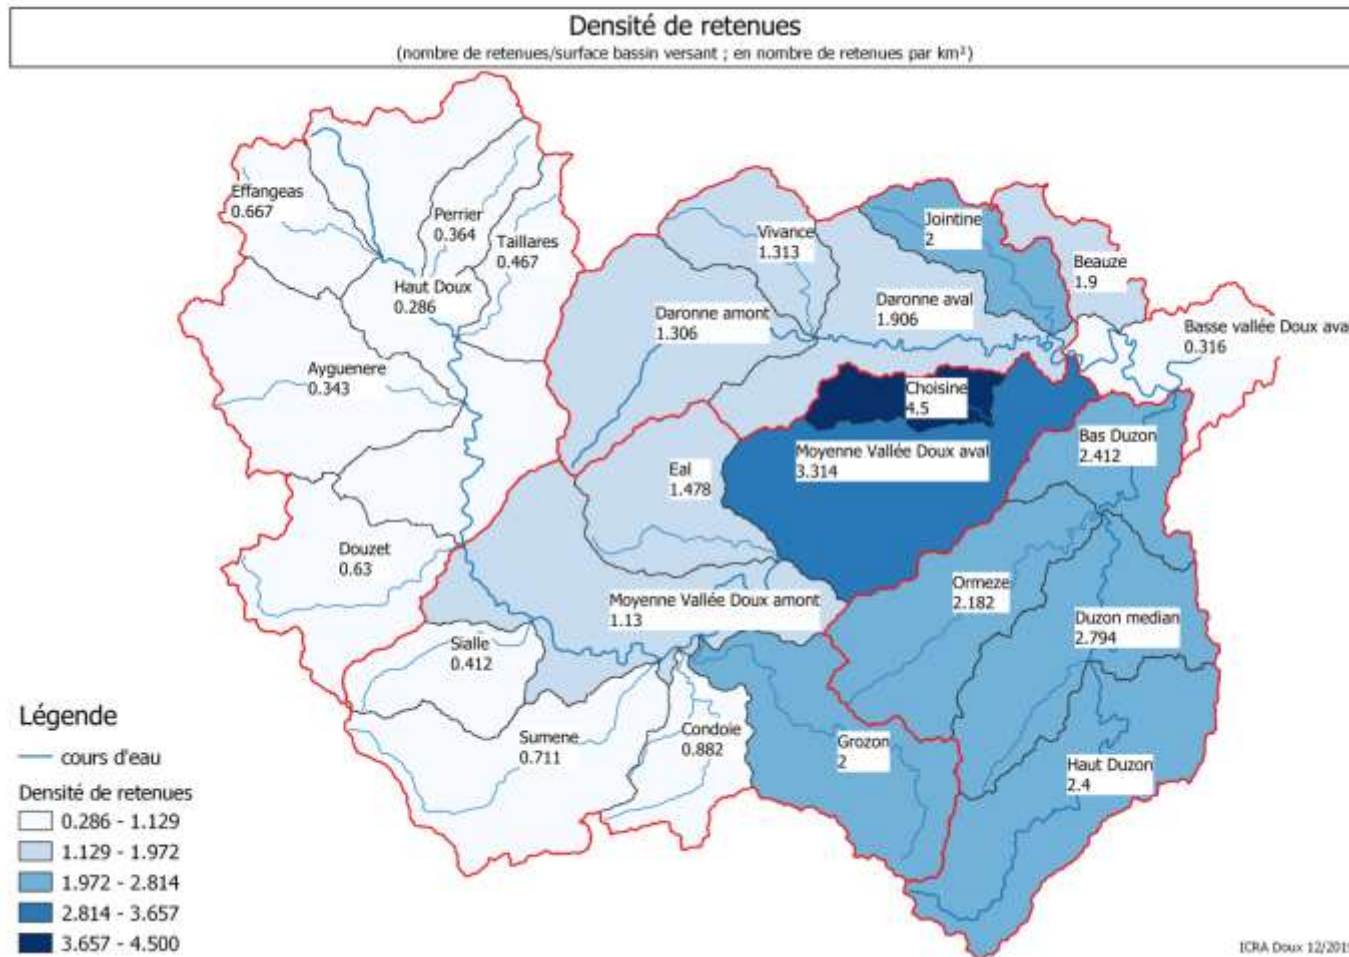 Densité de retenues
(nombre de retenues/surface bassin versant ; en nombre de retenues par km²)
Effangeas
0.667
Perrier
0.364
Taillares
0.467
Haut Doux
0.286
Ayguenere
0.343
Douzet
0.63
Vivance
1.313
Jointine
2
Beauze
1.9
Daronne amont
1.306
Daronne aval
1.906
Basse vallée Doux aval
0.316
Choisine
4.5
Moyenne Vallée Doux aval
3.314
Bas Duzon
2.412
Eal
1.478
Ormeze
2.182
Moyenne Vallée Doux amont
1.13
Duzon median
2.794
Sialle
0.412
Sumene
0.711
Condoie
0.882
Grozon
2
Haut Duzon
2.4
Légende
cours d'eau
Densité de retenues
0.286 - 1.129
1.129 - 1.972
1.972 - 2.814
2.814 - 3.657
3.657 - 4.500
ICRA Doux 12/2019